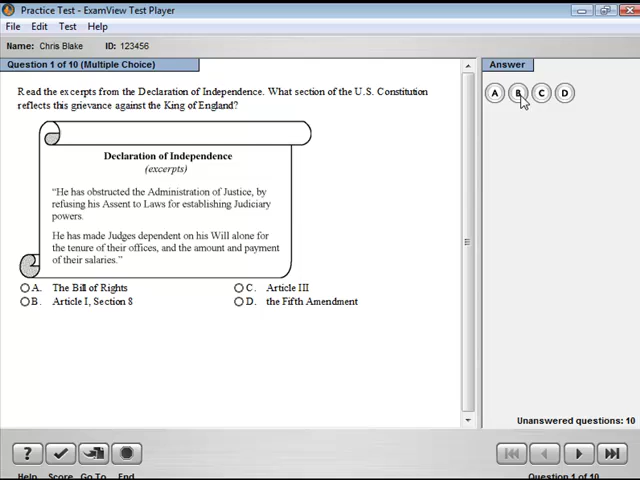 Practice Test - ExamView Test Player
File Edit Test Help
Name: Chris Blake ID: 123456
Question 1 of 10 (Multiple Choice)
Answer
Read the excerpts from the Declaration of Independence. What section of the U.S. Constitution
reflects this grievance against the King of England?
A B C D
Declaration of Independence
(excerpts)
“He has obstructed the Administration of Justice, by
refusing his Assent to Laws for establishing Judiciary
powers.
He has made Judges dependent on his Will alone for
the tenure of their offices, and the amount and payment
of their salaries.”
A. The Bill of Rights C. Article III
B. Article I, Section 8 D. the Fifth Amendment
Unanswered questions: 10
?
Help Score Go To End
Question 1 of 10